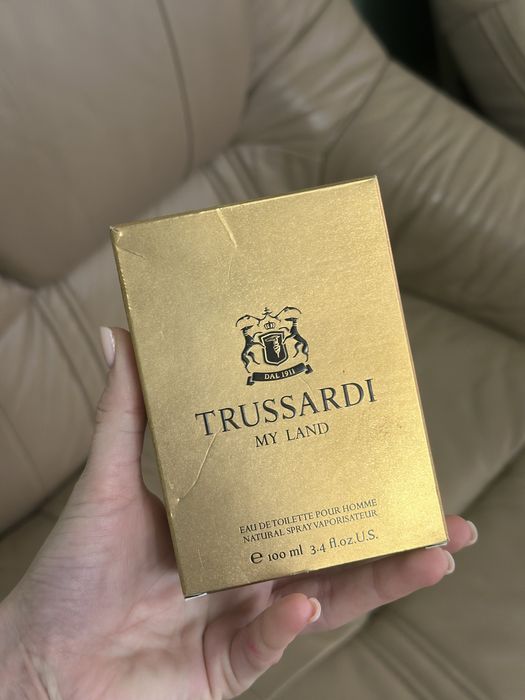 DAL 1911
TRUSSARDI
MY LAND
EAU DE TOILETTE POUR HOMME
NATURAL SPRAY VAPORISATEUR
℮ 100 ml 3.4 fl.oz.U.S.